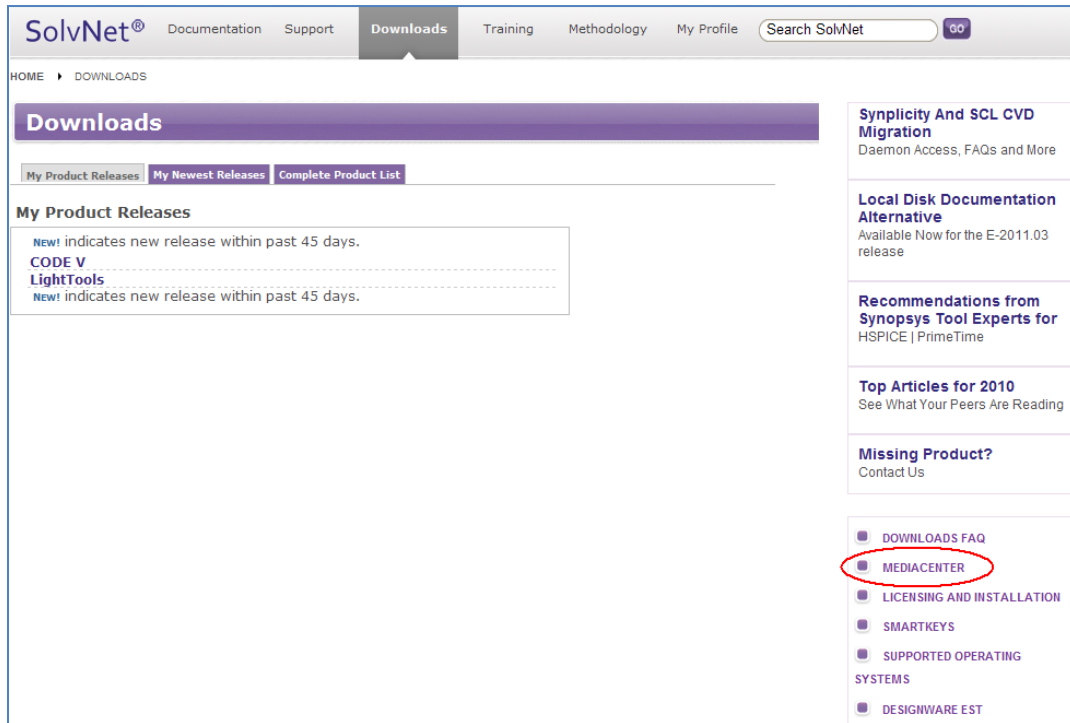 SolvNet® Documentation Support Downloads Training Methodology My Profile Search SolvNet GO
HOME DOWNLOADS
Downloads
My Product Releases My Newest Releases Complete Product List
My Product Releases
NEW! indicates new release within past 45 days.
CODE V
LightTools
NEW! indicates new release within past 45 days.
Synplicity And SCL CVD
Migration
Daemon Access, FAQs and More
Local Disk Documentation
Alternative
Available Now for the E-2011.03
release
Recommendations from
Synopsys Tool Experts for
HSPICE | PrimeTime
Top Articles for 2010
See What Your Peers Are Reading
Missing Product?
Contact Us
DOWNLOADS FAQ
MEDIACENTER
LICENSING AND INSTALLATION
SMARTKEYS
SUPPORTED OPERATING
SYSTEMS
DESIGNWARE EST